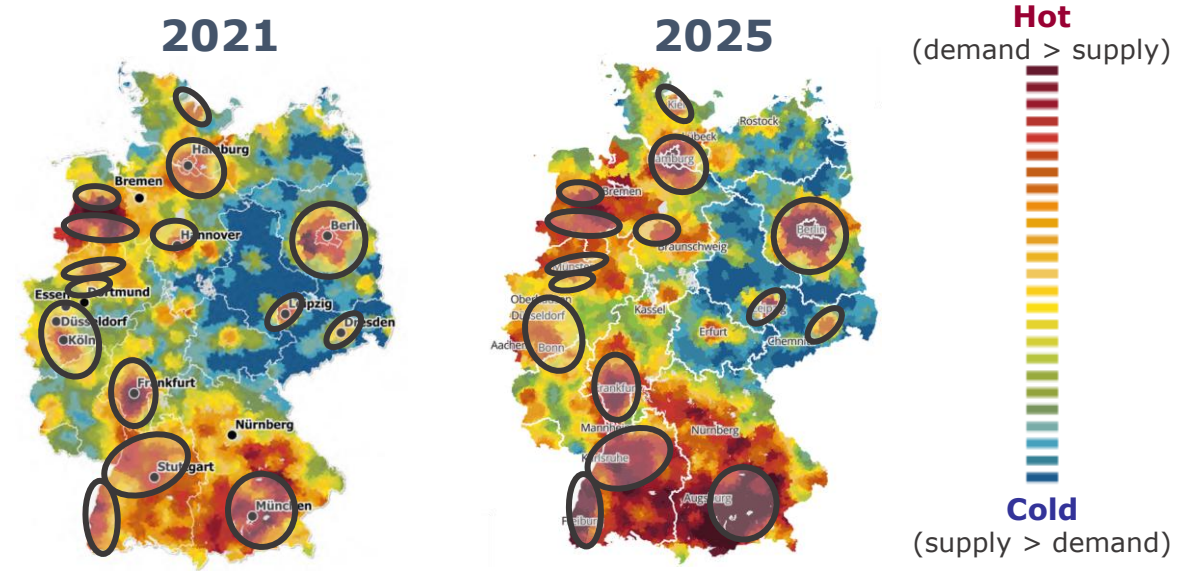 2021
2025
Hot
(demand > supply)
Hamburg
Bremen
Hannover
Berlin
Essen
Dortmund
Düsseldorf
Köln
Leipzig
Dresden
Frankfurt
Nürnberg
Stuttgart
München
Kiel
Rostock
Lübeck
Hamburg
Bremen
Berlin
Braunschweig
Münster
Oberhausen
Düsseldorf
Kassel
Leipzig
Aachen
Bonn
Erfurt
Chemnitz
Frankfurt
Mannheim
Nürnberg
Karlsruhe
Augsburg
Freiburg
Cold
(supply > demand)